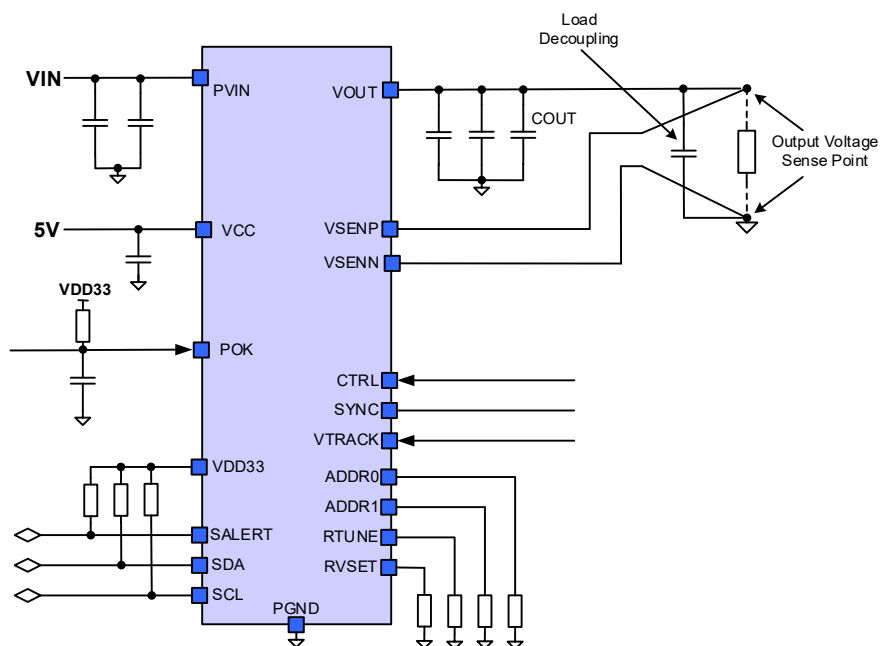 Load
Decoupling
VIN
PVIN
VOUT
COUT
Output Voltage
Sense Point
5V
VCC
VSENP
VSENN
VDD33
POK
CTRL
SYNC
VTRACK
VDD33
ADDR0
ADDR1
SALERT
RTUNE
SDA
RVSET
SCL
PGND